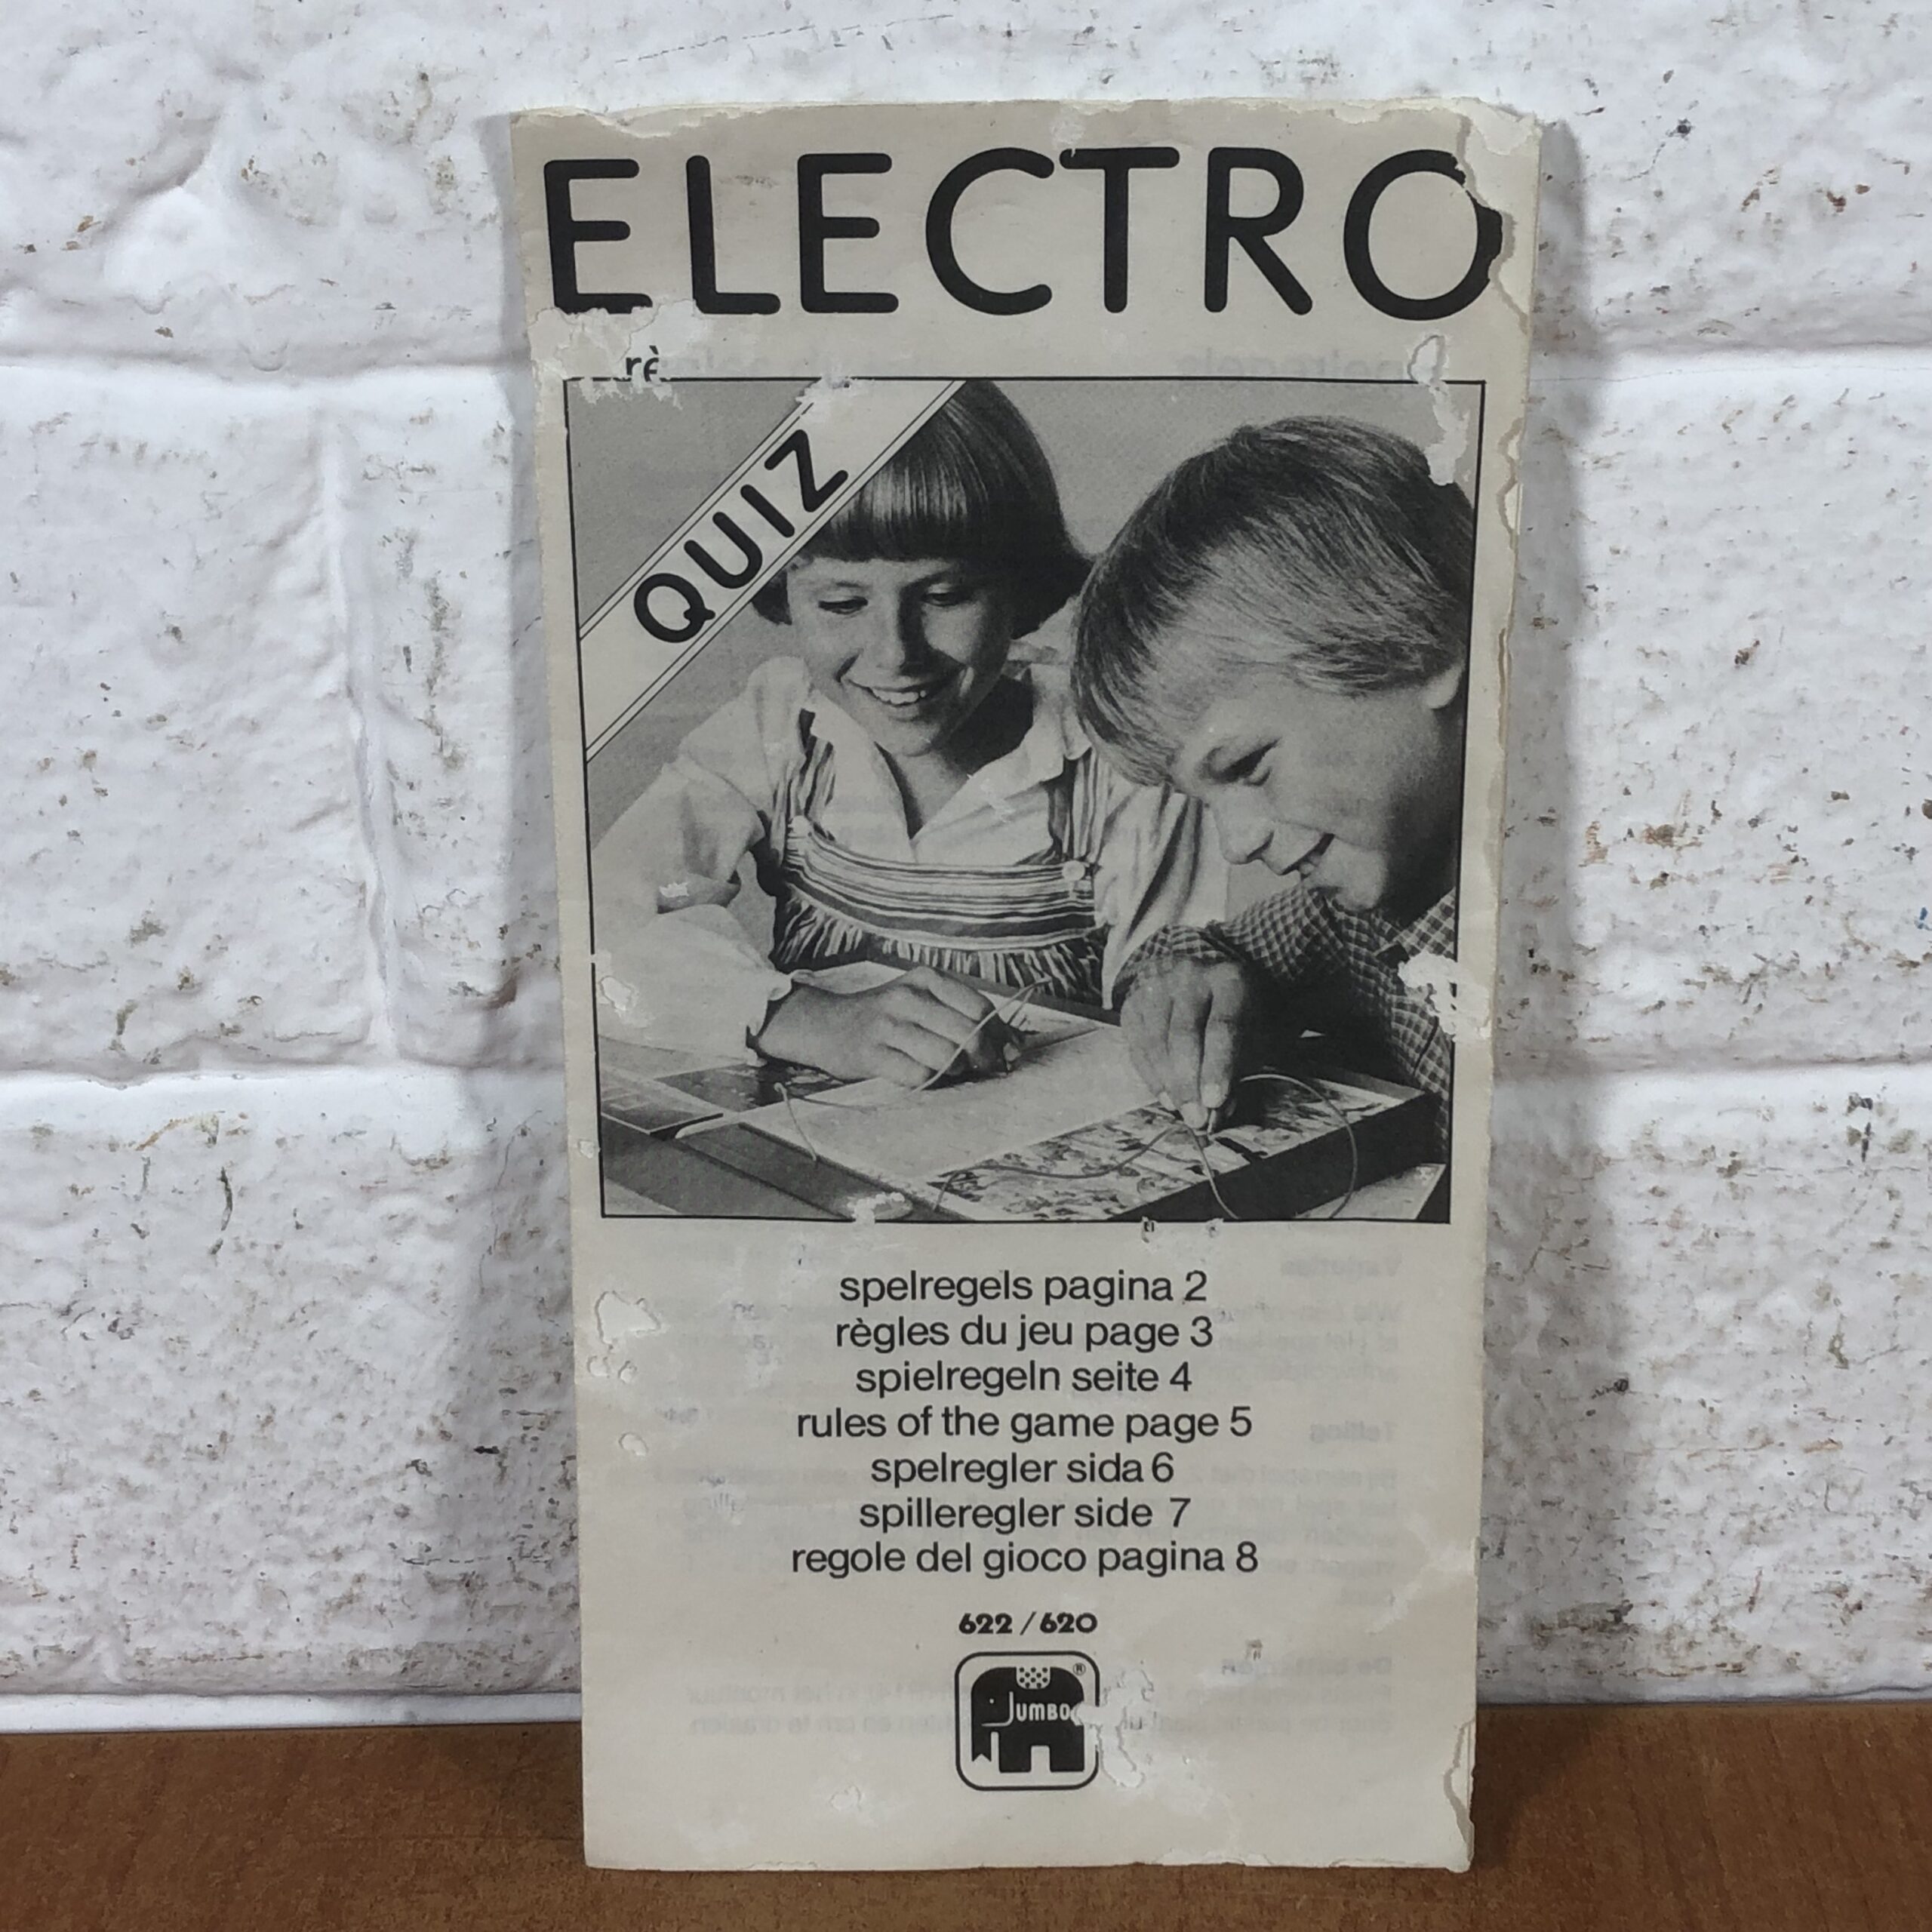 ELECTRO
rè
QUIZ
spelregels pagina 2
règles du jeu page 3
spielregeln seite 4
rules of the game page 5
spelregler sida 6
spilleregler side 7
regole del gioco pagina 8
622 / 620
JUMBO®